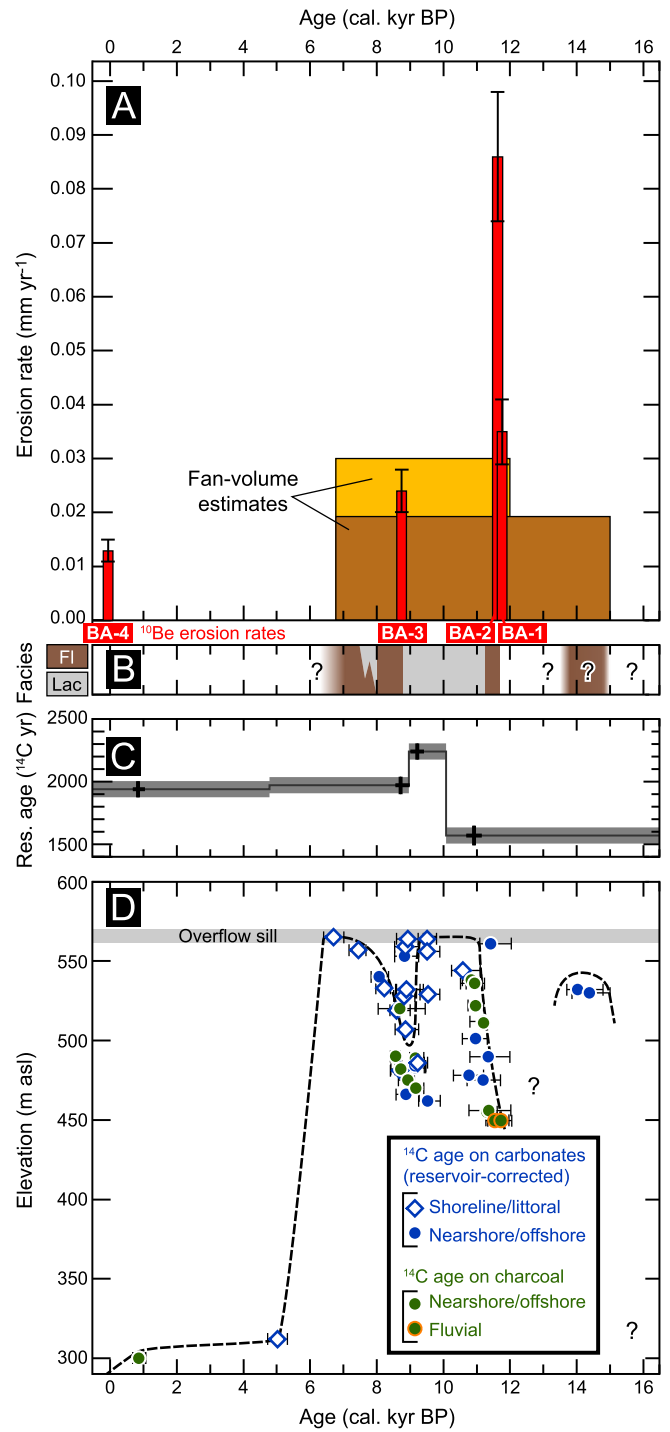 Age (cal. kyr BP)
0 2 4 6 8 10 12 14 16
A
0.10
0.09
0.08
0.07
0.06
0.05
0.04
0.03
0.02
0.01
0.00
Erosion rate (mm yr⁻¹)
Fan-volume
estimates
BA-4 ¹⁰Be erosion rates BA-3 BA-2 BA-1
Facies
Fl
Lac
B
? ? ? ?
Res. age (¹⁴C yr)
2500
2000
1500
C
D
600
550
500
450
400
350
300
Elevation (m asl)
Overflow sill
?
¹⁴C age on carbonates
(reservoir-corrected)
Shoreline/littoral
Nearshore/offshore
¹⁴C age on charcoal
Nearshore/offshore
Fluvial
?
0 2 4 6 8 10 12 14 16
Age (cal. kyr BP)